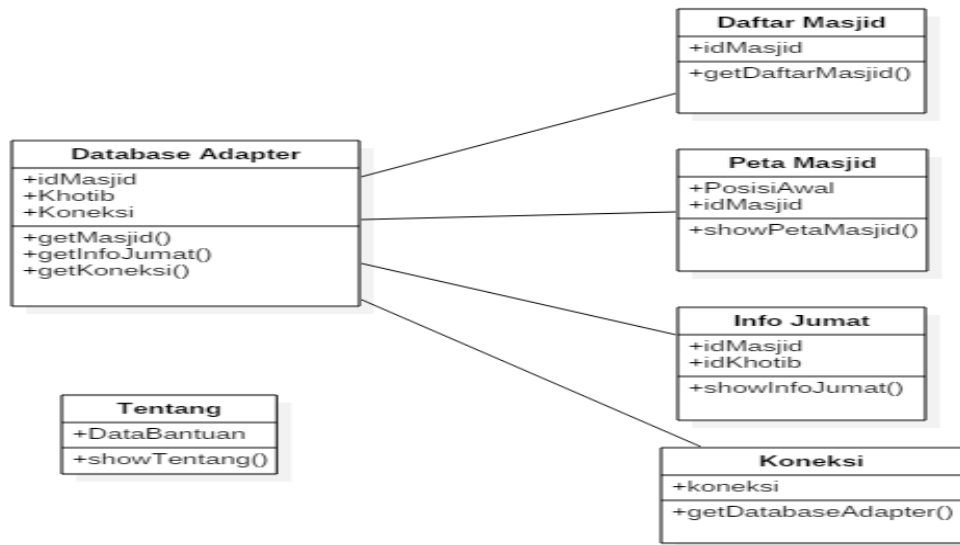 Database Adapter
+idMasjid
+Khotib
+Koneksi
+getMasjid()
+getInfoJumat()
+getKoneksi()
Tentang
+DataBantuan
+showTentang()
Daftar Masjid
+idMasjid
+getDaftarMasjid()
Peta Masjid
+PosisiAwal
+idMasjid
+showPetaMasjid()
Info Jumat
+idMasjid
+idKhotib
+showInfoJumat()
Koneksi
+koneksi
+getDatabaseAdapter()